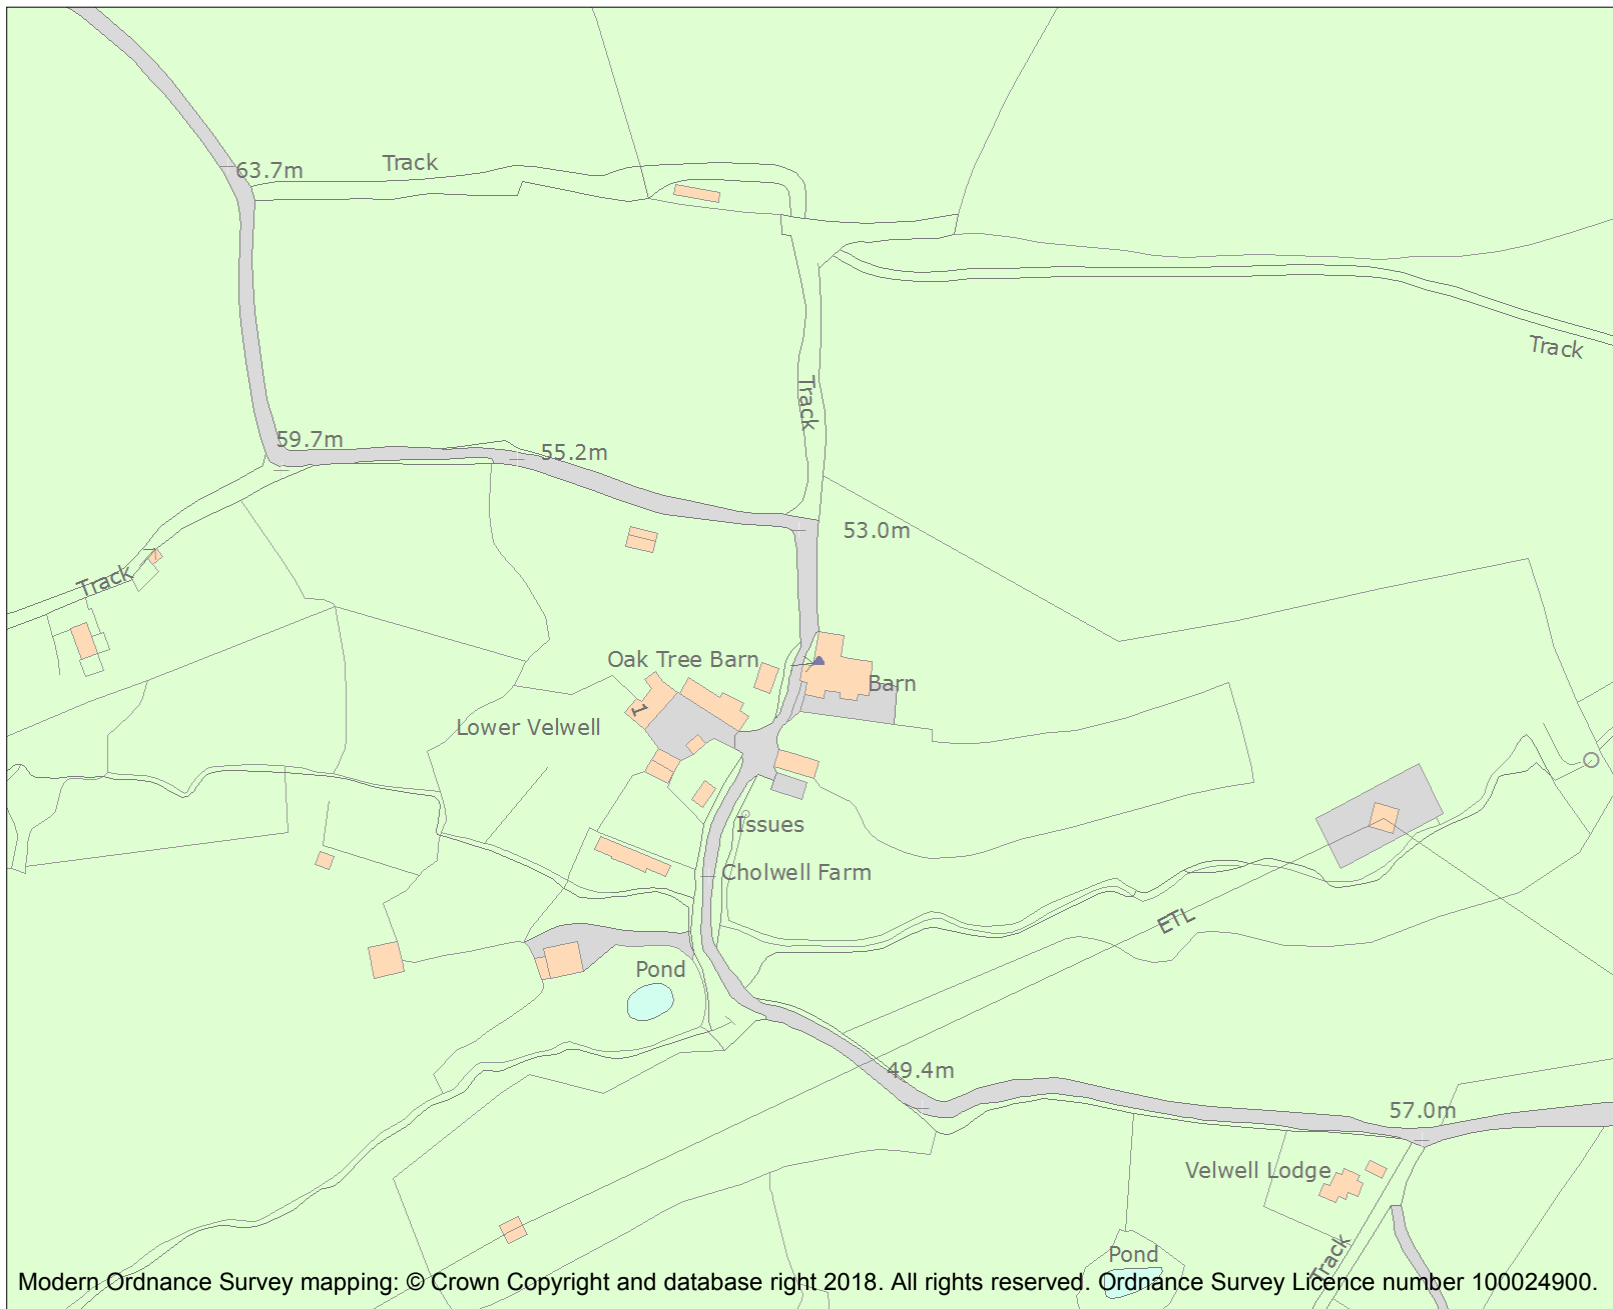 Track
63.7m
Track
Track
59.7m
55.2m
53.0m
Track
Oak Tree Barn
Barn
1
Lower Velwell
Issues
Cholwell Farm
ETL
Pond
49.4m
57.0m
Velwell Lodge
Pond
Track
Modern Ordnance Survey mapping: © Crown Copyright and database right 2018. All rights reserved. Ordnance Survey Licence number 100024900.